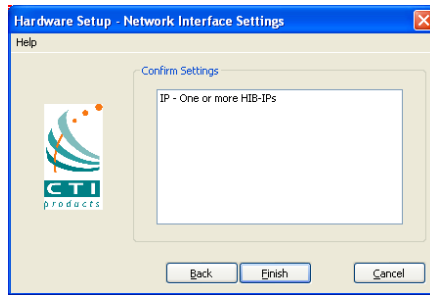 Hardware Setup - Network Interface Settings
Help
Confirm Settings
IP - One or more HIB-IPs
CTI
products
Back
Finish
Cancel